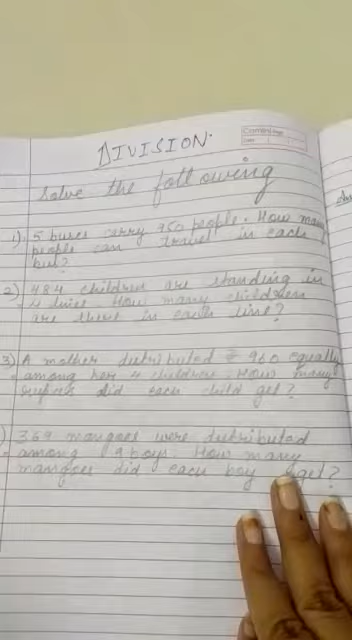 DIVISION.
Solve the following
1). 5 buses carry 950 people. How many
people can travel in each
bus?
2) 484 children are standing in
4 lines. How many children
are there in each line?
3) A mother distributed ₹ 960 equally
among her 4 children. How many
rupees did each child get?
) 369 mangoes were distributed
among 9 boys. How many
mangoes did each boy get?